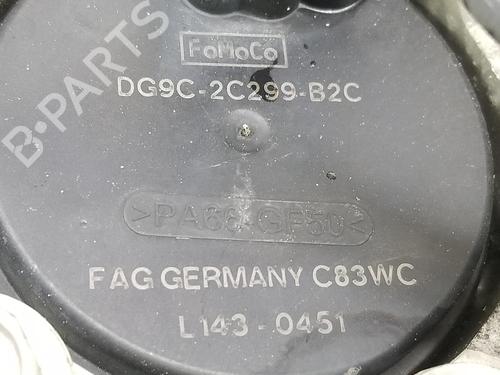 B-PARTS
FoMoCo
DG9C-2C299-B2C
>PA66-GF50<
FAG GERMANY C83WC
L143-0451